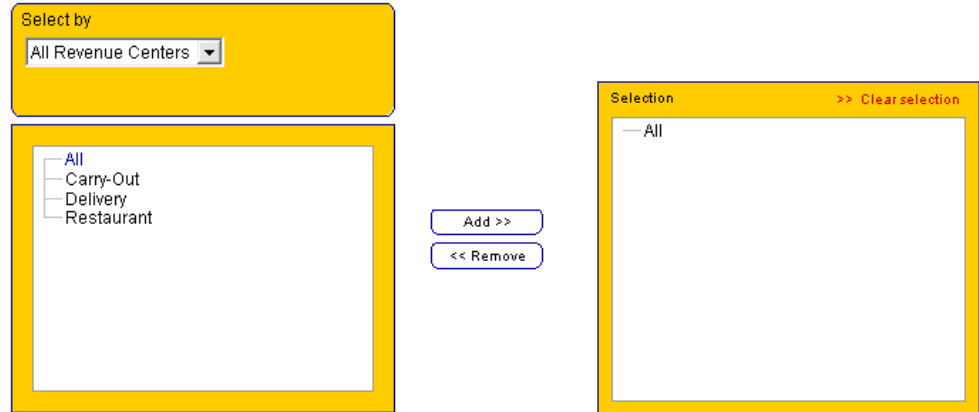 Select by
All Revenue Centers
All
Carry-Out
Delivery
Restaurant
Add >>
<< Remove
Selection >> Clear selection
All